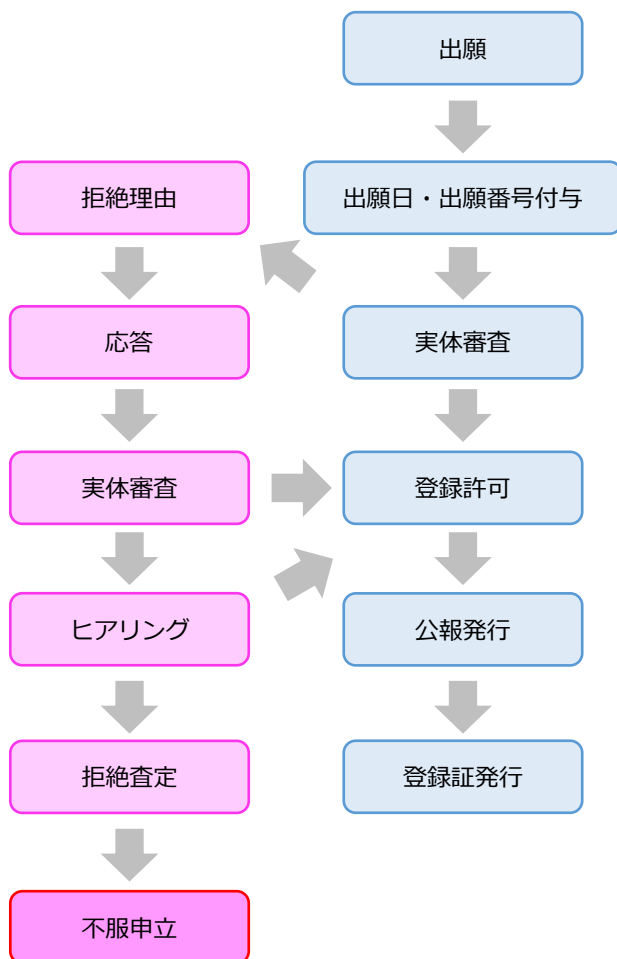 出願
拒絶理由
出願日・出願番号付与
応答
実体審査
実体審査
登録許可
ヒアリング
公報発行
拒絶査定
登録証発行
不服申立